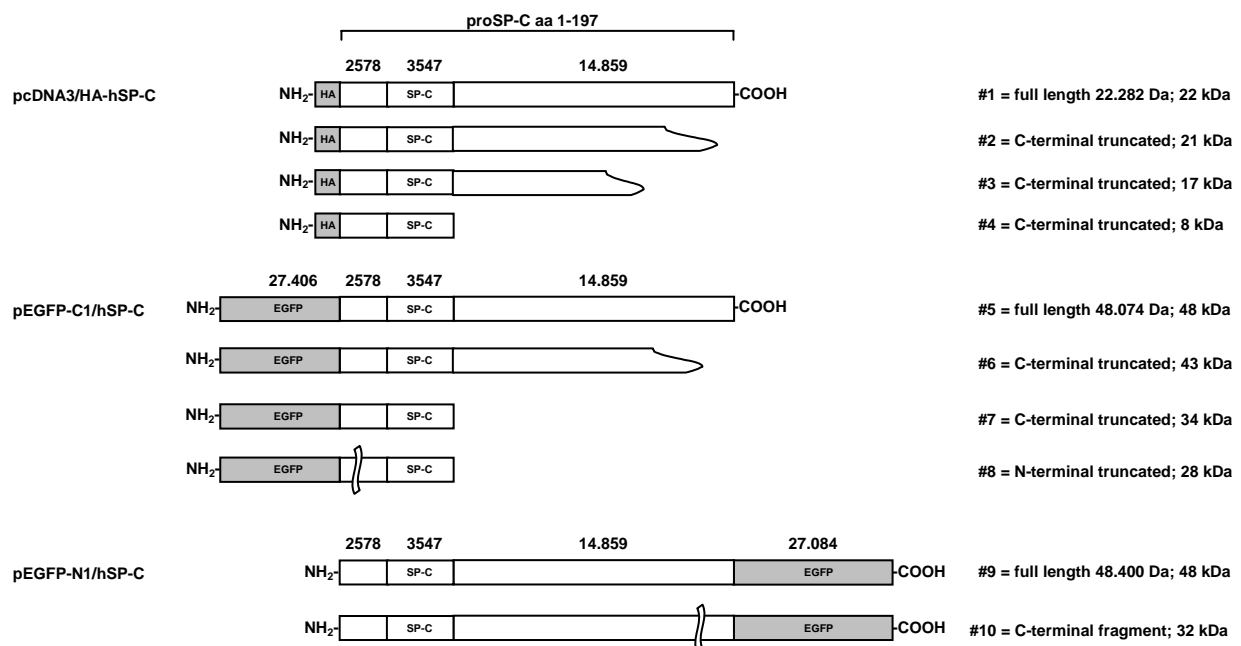 proSP-C aa 1-197
2578 3547 14.859
pcDNA3/HA-hSP-C NH2- HA SP-C -COOH #1 = full length 22.282 Da; 22 kDa
NH2- HA SP-C #2 = C-terminal truncated; 21 kDa
NH2- HA SP-C #3 = C-terminal truncated; 17 kDa
NH2- HA SP-C #4 = C-terminal truncated; 8 kDa
27.406 2578 3547 14.859
pEGFP-C1/hSP-C NH2- EGFP SP-C -COOH #5 = full length 48.074 Da; 48 kDa
NH2- EGFP SP-C #6 = C-terminal truncated; 43 kDa
NH2- EGFP SP-C #7 = C-terminal truncated; 34 kDa
NH2- EGFP SP-C #8 = N-terminal truncated; 28 kDa
2578 3547 14.859 27.084
pEGFP-N1/hSP-C NH2- SP-C EGFP -COOH #9 = full length 48.400 Da; 48 kDa
NH2- SP-C EGFP -COOH #10 = C-terminal fragment; 32 kDa